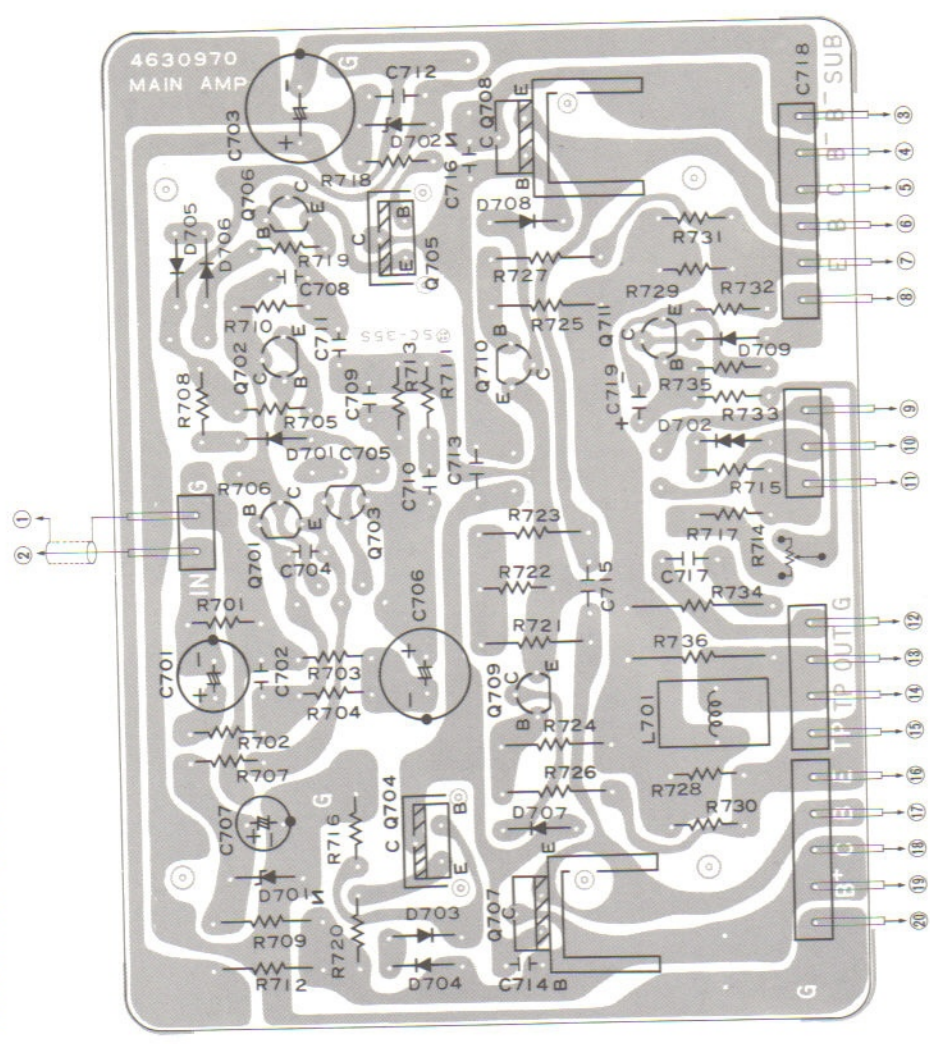 4630970
MAIN AMP
C703
G
C712
D702
Z
R718
C716
Q708
E
C
B
C718
B-SUB
B-
C
B
E
③
④
⑤
⑥
⑦
⑧
D705
D706
Q706
B
C
E
R719
C708
C
E
B
Q705
D708
R727
R725
R731
R729
R732
R710
Q702
C
E
B
C711
SC-35S
Q710
B
E
C
Q711
C
E
B
D709
R735
R708
R705
C709
R713
R711
C719
+
-
R733
D702
R715
⑨
⑩
⑪
D701
C705
①
②
IN
G
R706
B
C
E
Q701
C704
Q703
C710
C713
R723
R722
C715
R717
R714
C717
R734
R701
C701
+
-
C702
R703
R704
C706
+
-
R721
Q709
C
E
B
R736
L701
G
OUT
TP
TP
⑫
⑬
⑭
⑮
R702
R707
C707
+
-
R716
G
C
Q704
B
E
R724
R726
D707
R728
R730
E
B
C
B+
⑯
⑰
⑱
⑲
⑳
D701
Z
R709
R712
R720
D703
D704
Q707
C
E
B
C714
G